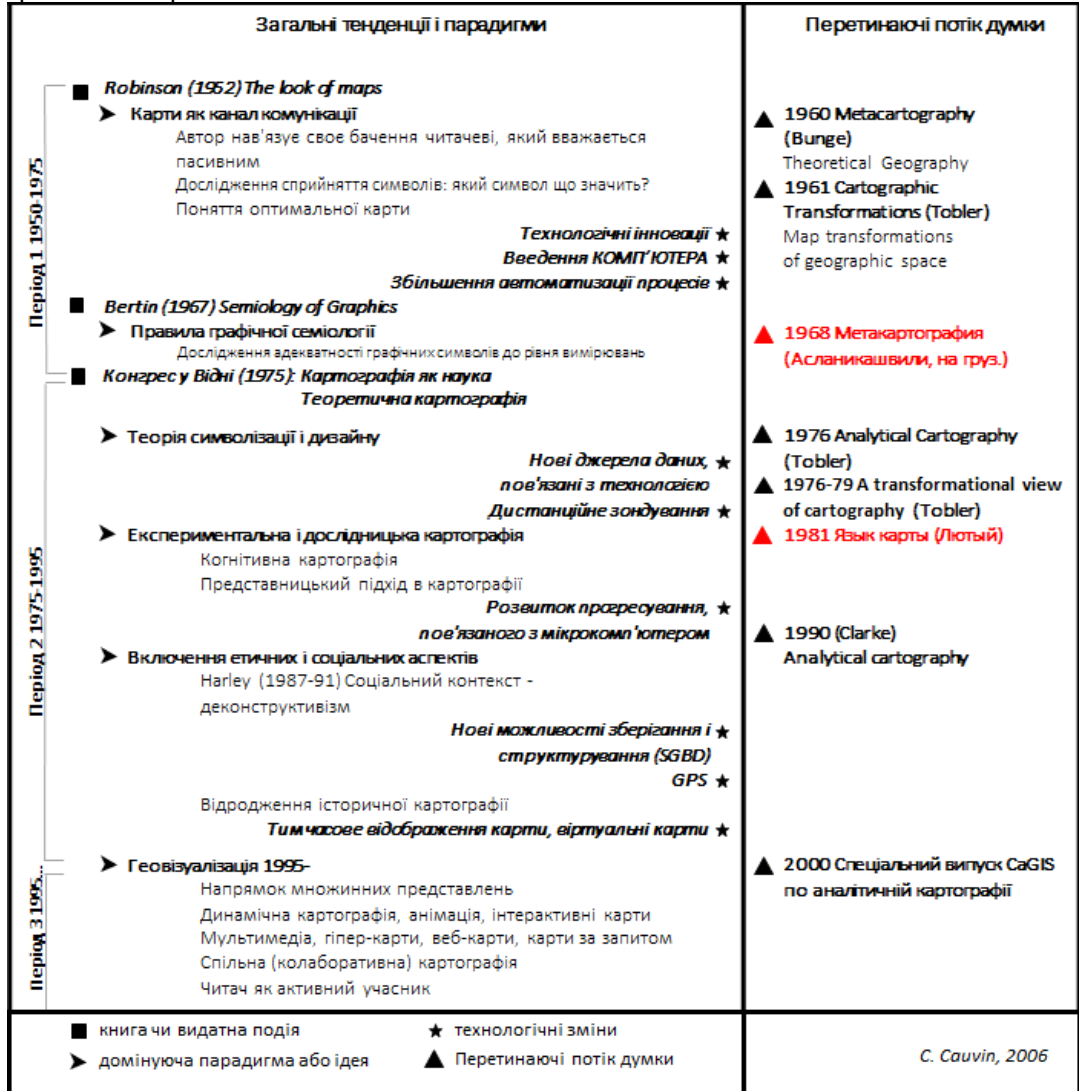 Загальні тенденції і парадигми
Перетинаючі потік думки
Період 1 1950-1975
Robinson (1952) The look of maps
Карти як канал комунікації
Автор нав'язує своє бачення читачеві, який вважається
пасивним
Дослідження сприйняття символів: який символ що значить?
Поняття оптимальної карти
Технологічні інновації ★
Введення КОМП'ЮТЕРА ★
Збільшення автоматизації процесів ★
Bertin (1967) Semiology of Graphics
Правила графічної семіології
Дослідження адекватності графічних символів до рівня вимірювань
Конгрес у Відні (1975): Картографія як наука
Теоретична картографія
Період 2 1975-1995
Теорія символізації і дизайну
Нові джерела даних, ★
пов'язані з технологією
Дистанційне зондування ★
Експериментальна і дослідницька картографія
Когнітивна картографія
Представницький підхід в картографії
Розвиток прогресування, ★
пов'язаного з мікрокомп'ютером
Включення етичних і соціальних аспектів
Harley (1987-91) Соціальний контекст -
деконструктивізм
Нові можливості зберігання і ★
структурування (SGBD)
GPS ★
Відродження історичної картографії
Тимчасове відображення карти, віртуальні карти ★
Період 3 1995...
Геовізуалізація 1995-
Напрямок множинних представлень
Динамічна картографія, анімація, інтерактивні карти
Мультимедіа, гіпер-карти, веб-карти, карти за запитом
Спільна (колаборативна) картографія
Читач як активний учасник
▲ 1960 Metacartography
(Bunge)
Theoretical Geography
▲ 1961 Cartographic
Transformations (Tobler)
Map transformations
of geographic space
▲ 1968 Метакартография
(Асланикашвили, на груз.)
▲ 1976 Analytical Cartography
(Tobler)
▲ 1976-79 A transformational view
of cartography (Tobler)
▲ 1981 Язык карты (Лютый)
▲ 1990 (Clarke)
Analytical cartography
▲ 2000 Спеціальний випуск CaGIS
по аналітичній картографії
■ книга чи видатна подія
★ технологічні зміни
➤ домінуюча парадигма або ідея
▲ Перетинаючі потік думки
C. Cauvin, 2006